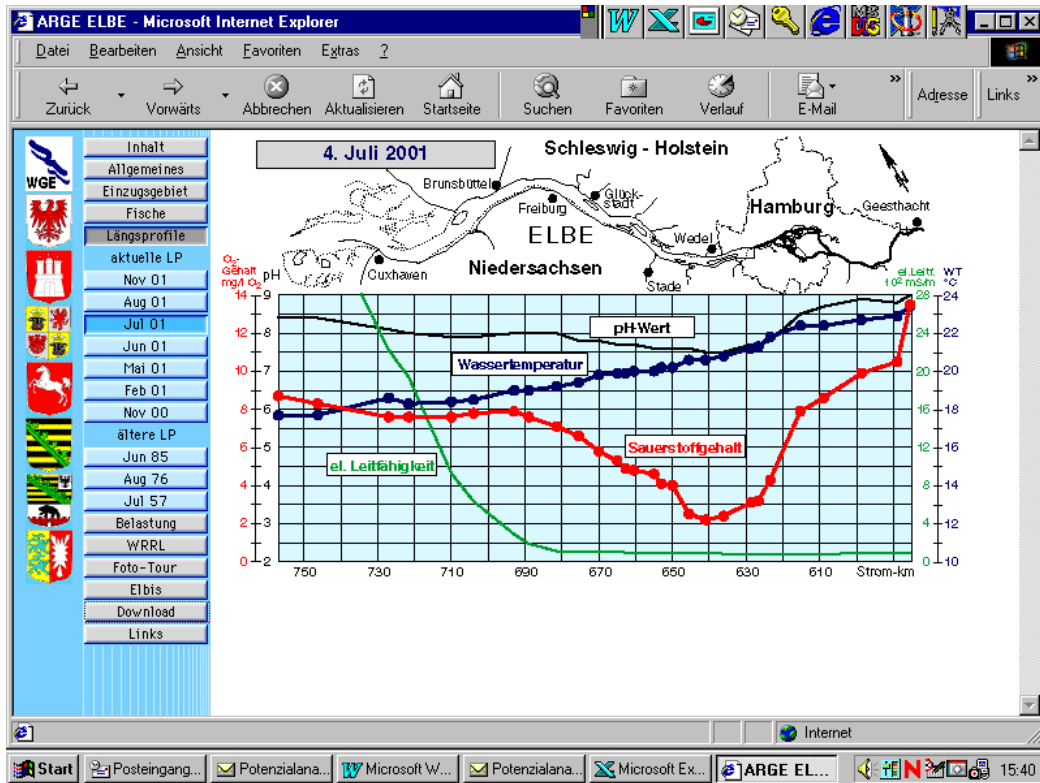 ARGE ELBE - Microsoft Internet Explorer
Datei Bearbeiten Ansicht Favoriten Extras ?
Zurück Vorwärts Abbrechen Aktualisieren Startseite Suchen Favoriten Verlauf E-Mail » Adresse Links »
WGE
Inhalt
Allgemeines
Einzugsgebiet
Fische
Längsprofile
aktuelle LP
Nov 01
Aug 01
Jul 01
Jun 01
Mai 01
Feb 01
Nov 00
ältere LP
Jun 85
Aug 76
Jul 57
Belastung
WRRL
Foto-Tour
Elbis
Download
Links
4. Juli 2001
Schleswig - Holstein
Brunsbüttel
Glück-
stadt
Freiburg
Hamburg
Geesthacht
ELBE
Wedel
Cuxhaven
Niedersachsen
Stade
O₂-
Gehalt
mg/l O₂
pH
el.Leitf.
10² mS/m
WT
°C
14 9 28 24
12 8 24 22
10 7 20 20
8 6 16 18
6 5 12 16
4 4 8 14
2 3 4 12
0 2 0 10
pH-Wert
Wassertemperatur
Sauerstoffgehalt
el. Leitfähigkeit
750 730 710 690 670 650 630 610 Strom-km
Internet
Start Posteingang... Potenzialana... Microsoft W... Potenzialana... Microsoft Ex... ARGE EL... 15:40